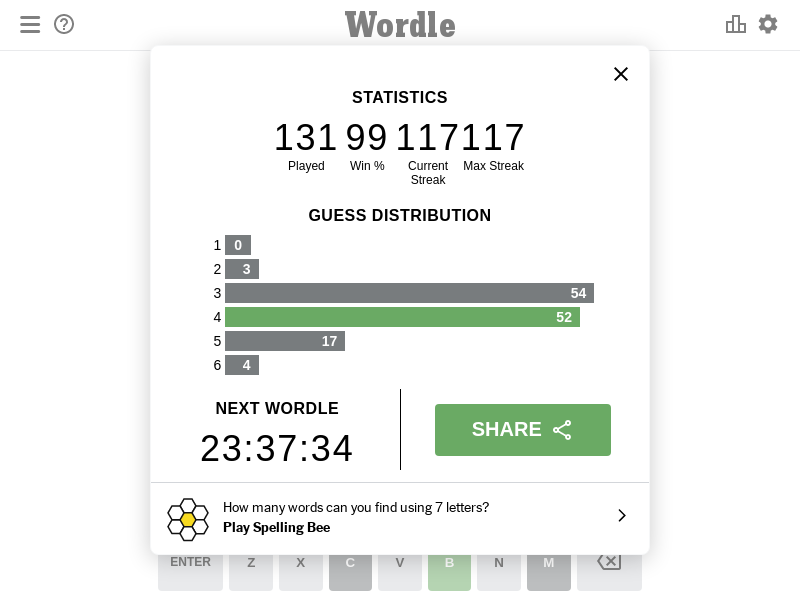 Wordle
STATISTICS
131 99 117 117
Played Win % Current Streak Max Streak
GUESS DISTRIBUTION
1 0
2 3
3 54
4 52
5 17
6 4
NEXT WORDLE
23:37:34
SHARE
How many words can you find using 7 letters?
Play Spelling Bee
ENTER Z X C V B N M